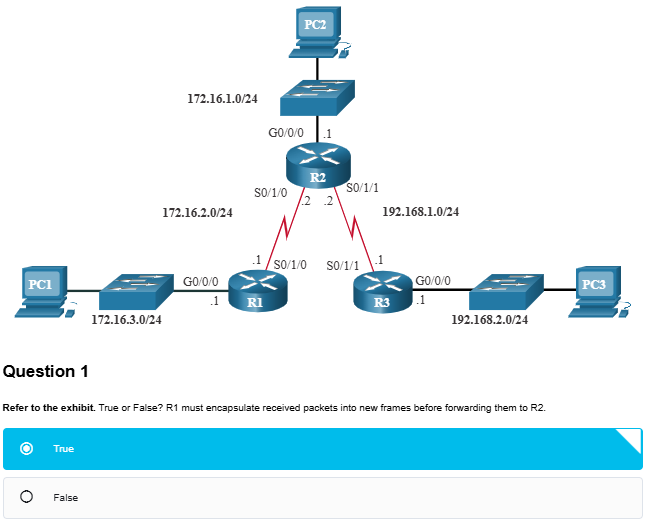 PC2
172.16.1.0/24
G0/0/0 .1
R2
S0/1/0 S0/1/1
.2 .2
172.16.2.0/24 192.168.1.0/24
.1 S0/1/0 S0/1/1 .1
PC1 G0/0/0 G0/0/0 PC3
.1 R1 R3 .1
172.16.3.0/24 192.168.2.0/24
Question 1
Refer to the exhibit. True or False? R1 must encapsulate received packets into new frames before forwarding them to R2.
True
False